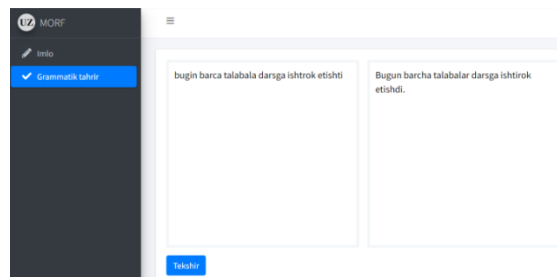 UZ MORF
Imlo
Grammatik tahrir
bugin barca talabala darsga ishtrok etishti
Bugun barcha talabalar darsga ishtirok
etishdi.
Tekshir